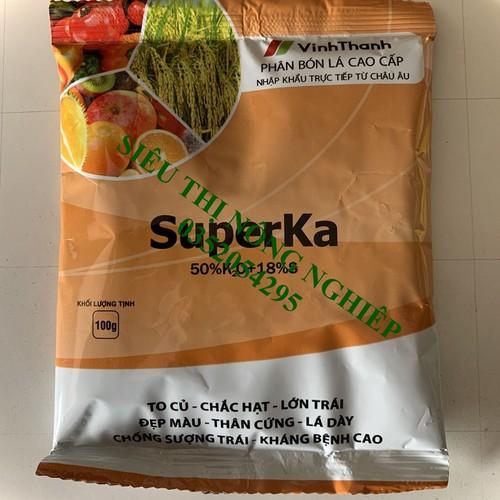 VinhThanh
PHÂN BÓN LÁ CAO CẤP
NHẬP KHẨU TRỰC TIẾP TỪ CHÂU ÂU
SIÊU THỊ NÔNG NGHIỆP
0352054295
SuperKa
50%K₂O+18%S
KHỐI LƯỢNG TỊNH
100g
TO CỦ - CHẮC HẠT - LỚN TRÁI
ĐẸP MÀU - THÂN CỨNG - LÁ DÀY
CHỐNG SƯỢNG TRÁI - KHÁNG BỆNH CAO